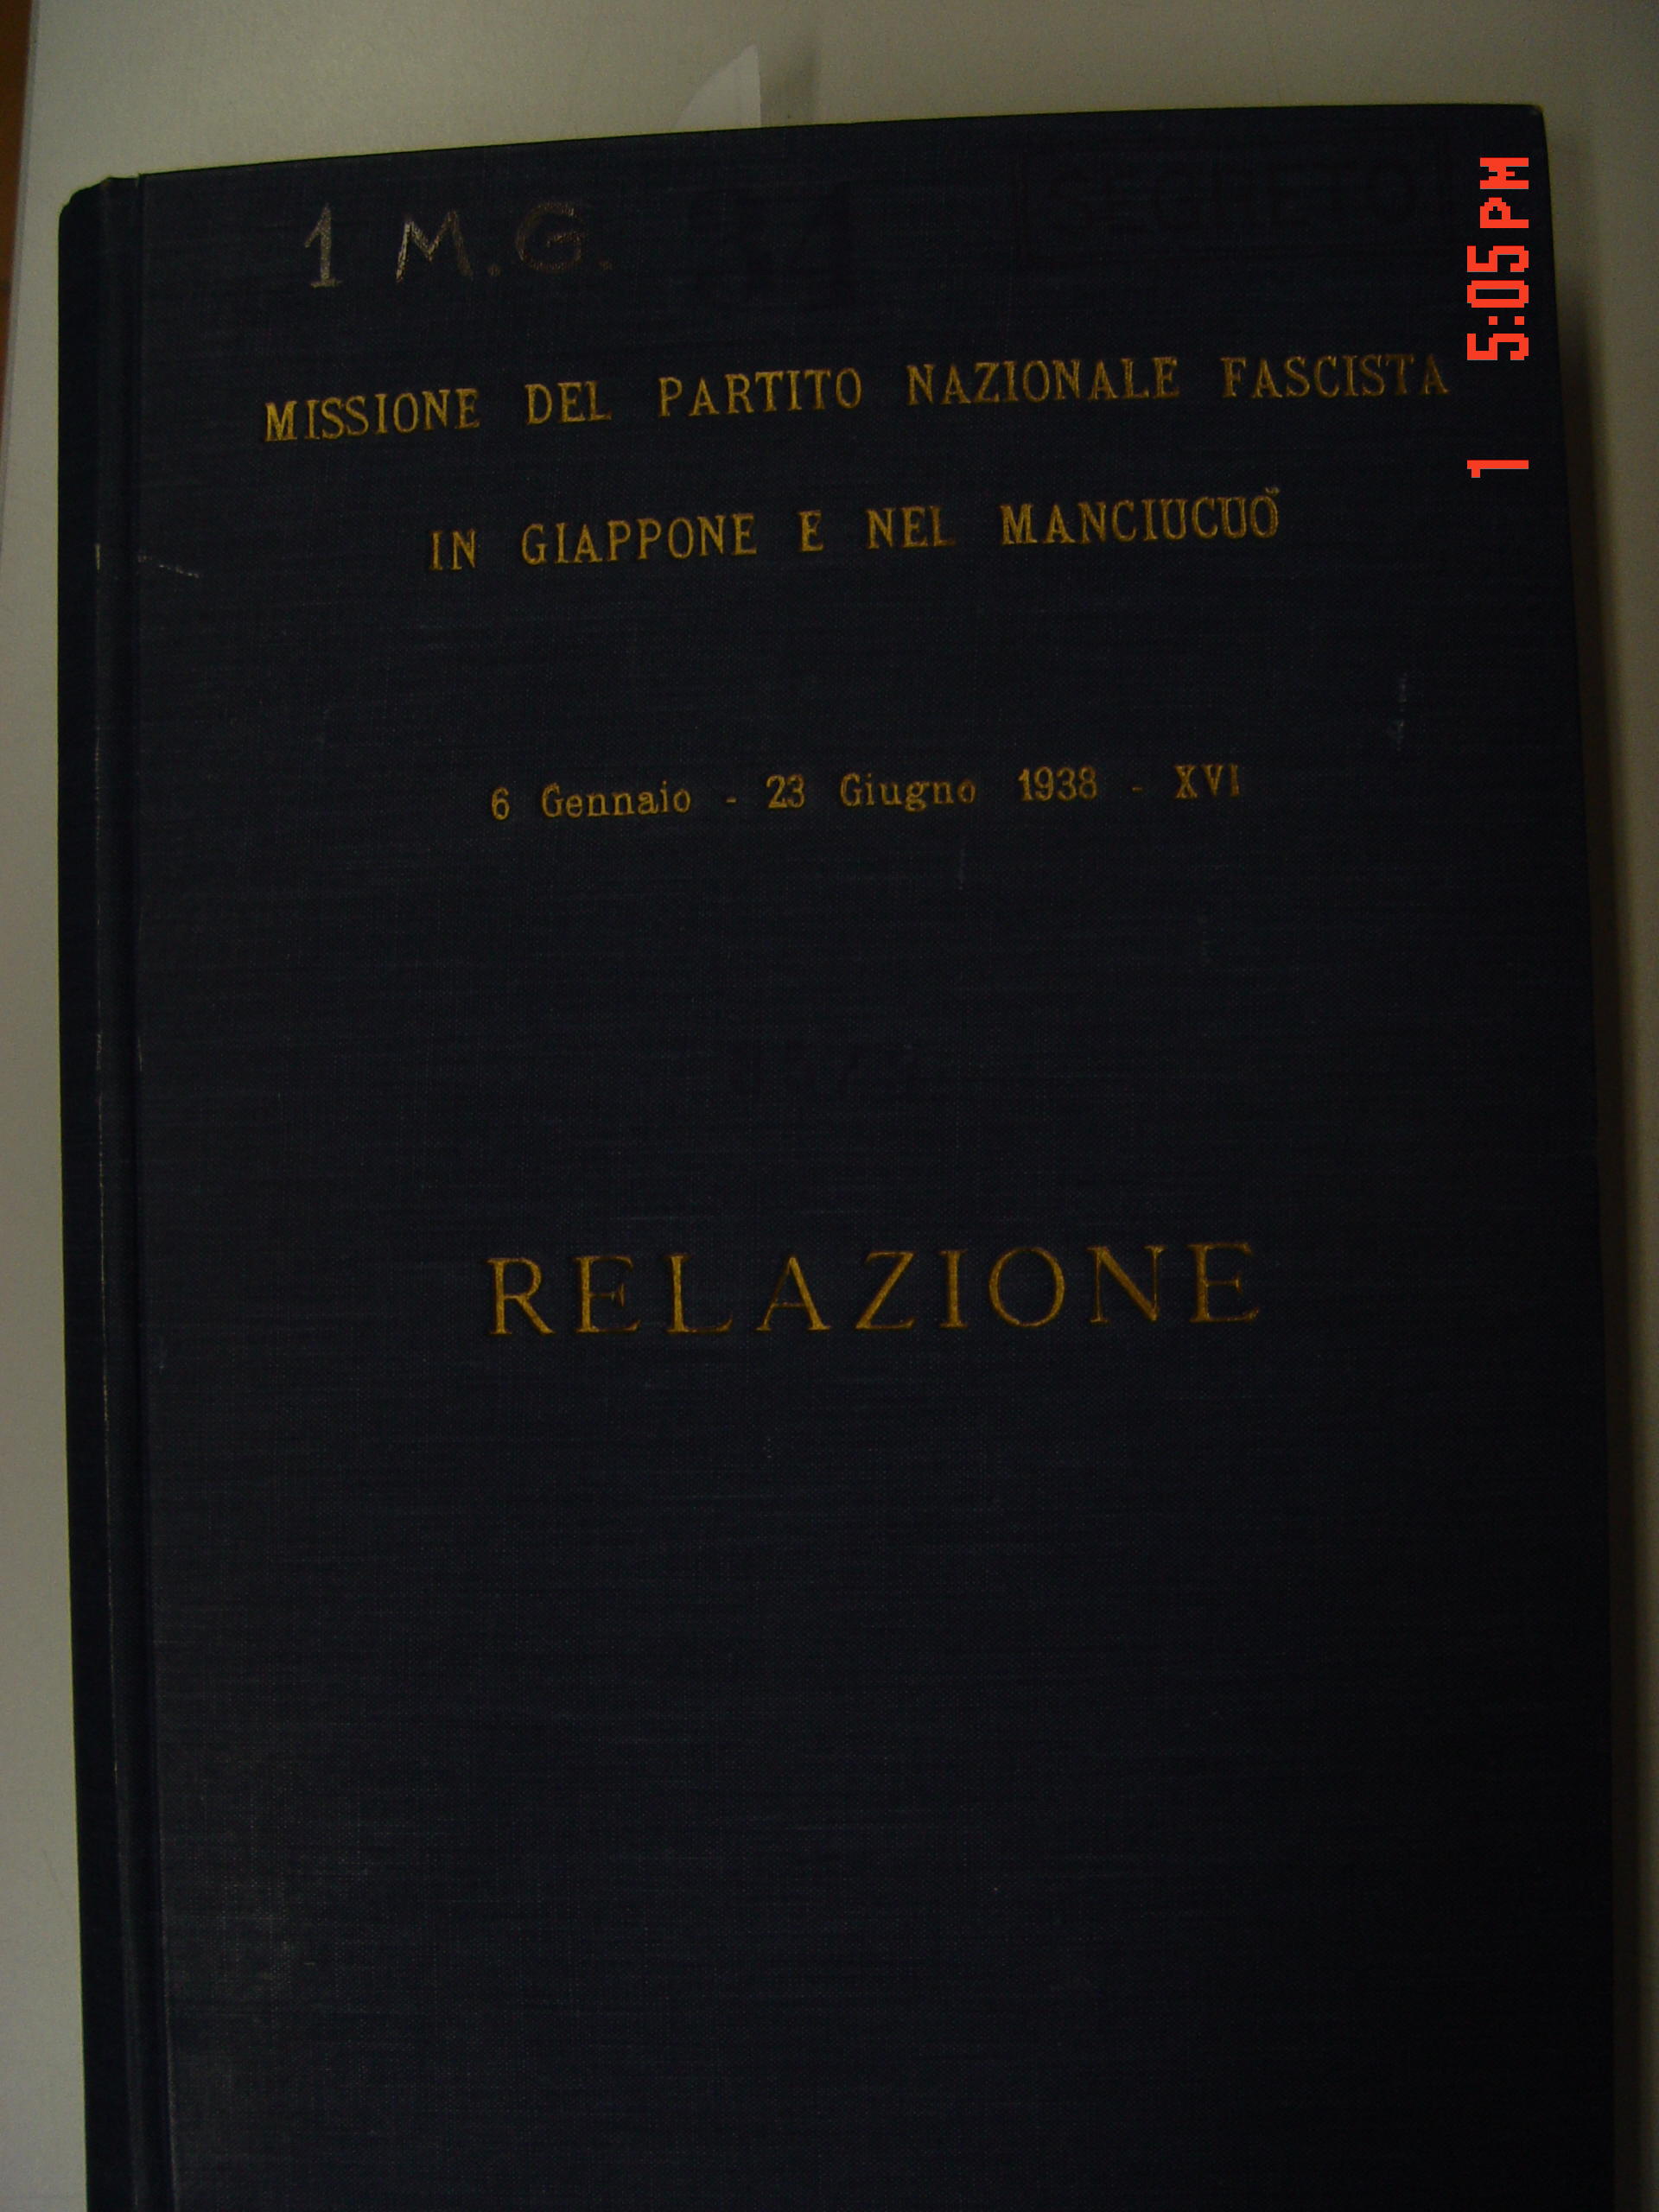 1 M.G.
SEGRETO
MISSIONE DEL PARTITO NAZIONALE FASCISTA
IN GIAPPONE E NEL MANCIUCUÒ
6 Gennaio - 23 Giugno 1938 - XVI
RELAZIONE
1 5:05 PM